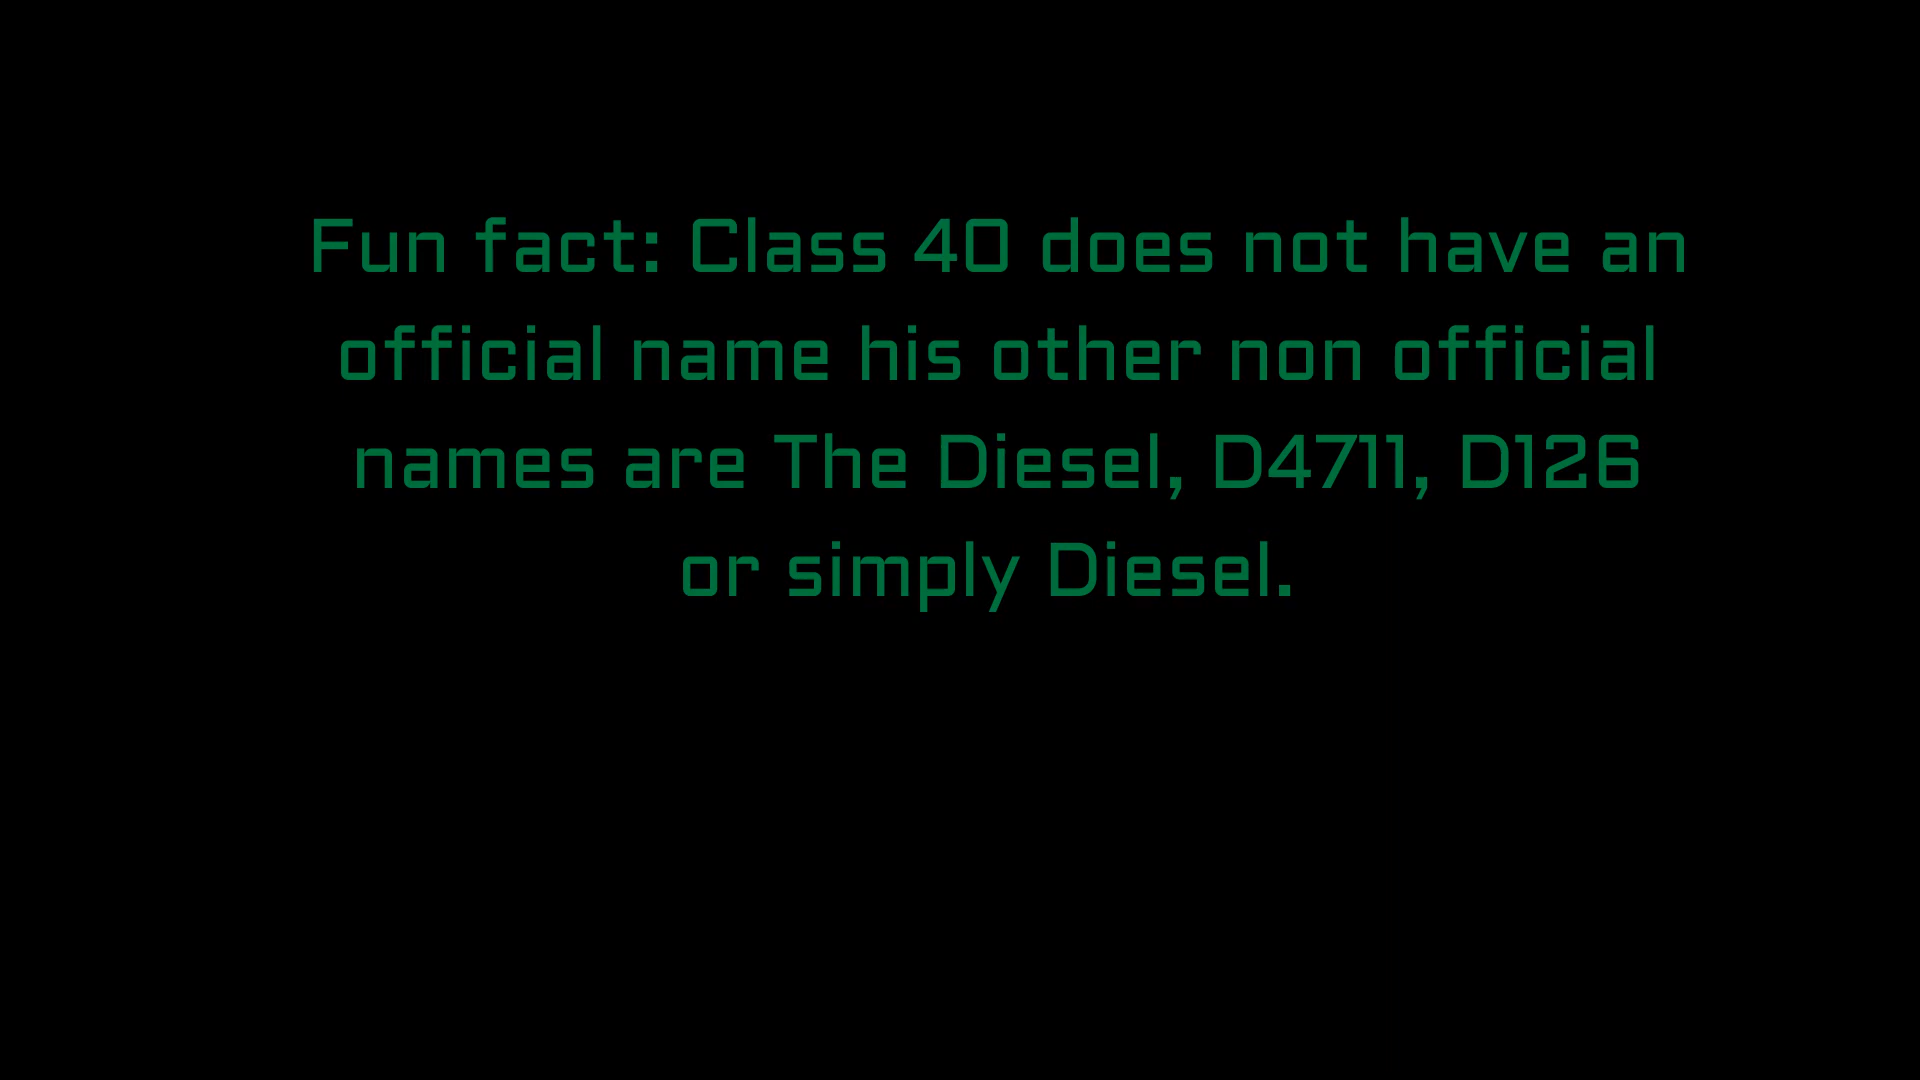 Fun fact: Class 40 does not have an
official name his other non official
names are The Diesel, D4711, D126
or simply Diesel.